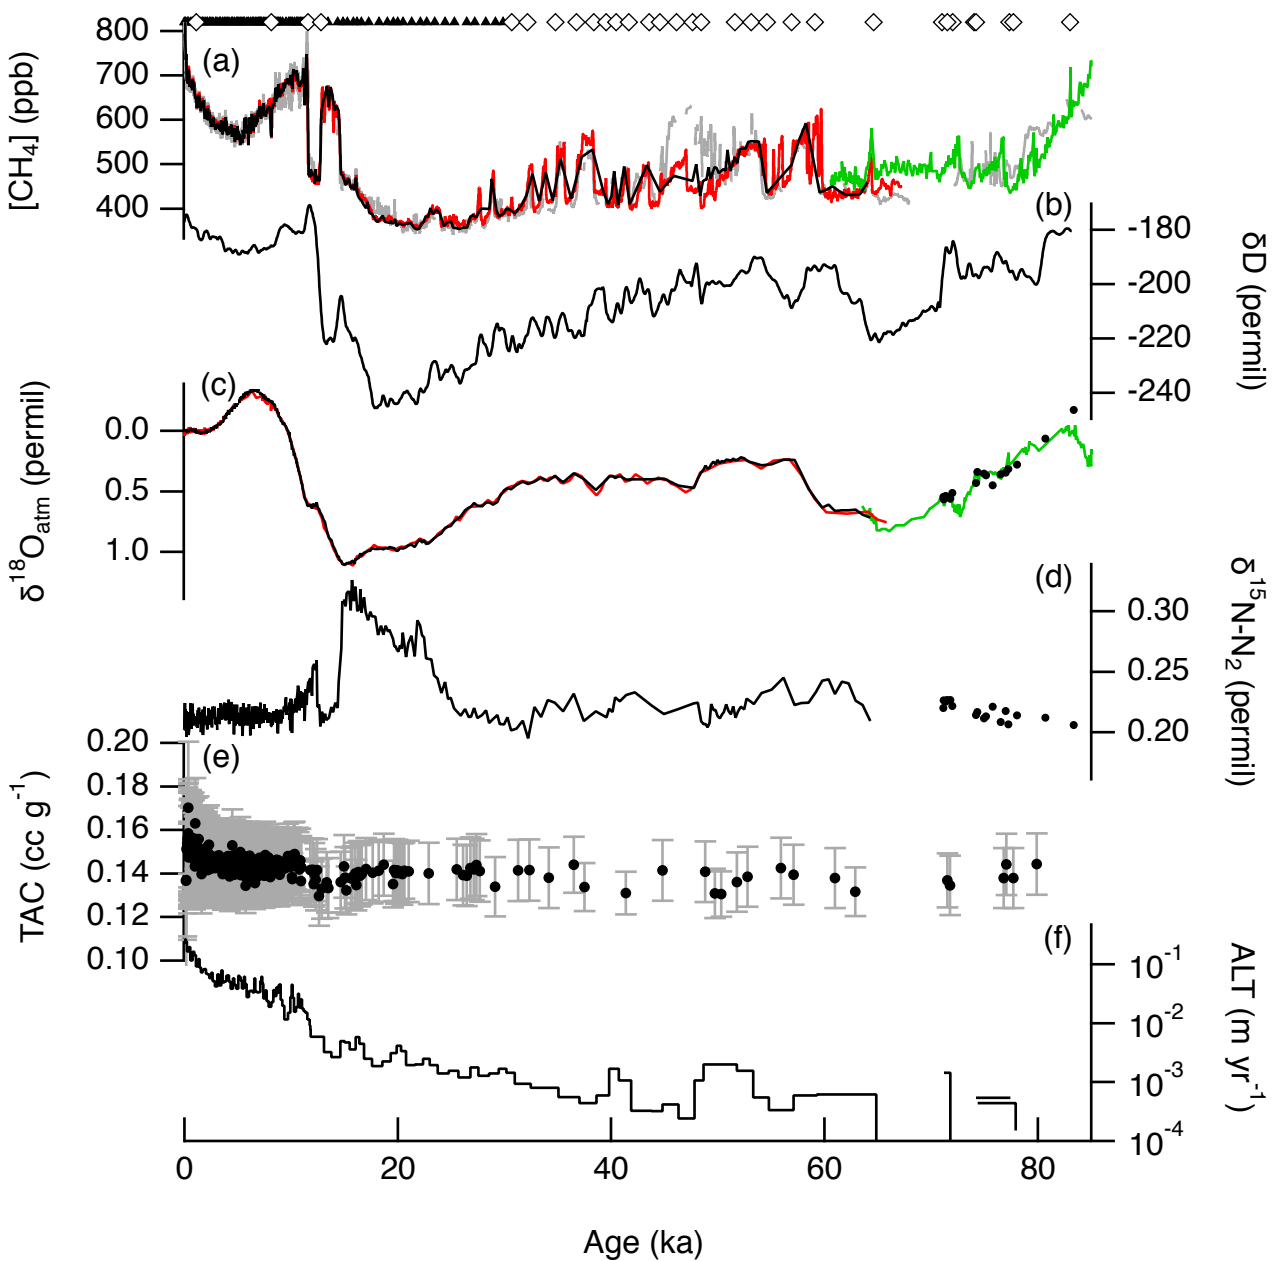 (a)
800
700
600
500
400
[CH₄] (ppb)
(b)
-180
-200
-220
-240
δD (permil)
(c)
0.0
0.5
1.0
δ¹⁸Oatm (permil)
(d)
0.30
0.25
0.20
δ¹⁵N-N₂ (permil)
(e)
0.20
0.18
0.16
0.14
0.12
0.10
TAC (cc g⁻¹)
(f)
10⁻¹
10⁻²
10⁻³
10⁻⁴
ALT (m yr⁻¹)
0 20 40 60 80
Age (ka)